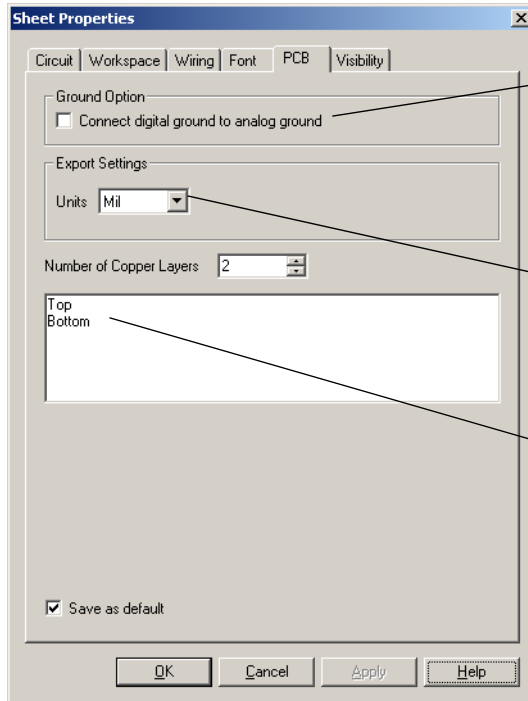 Sheet Properties
Circuit Workspace Wiring Font PCB Visibility
Ground Option
Connect digital ground to analog ground
Export Settings
Units Mil
Number of Copper Layers 2
Top
Bottom
Save as default
OK Cancel Apply Help